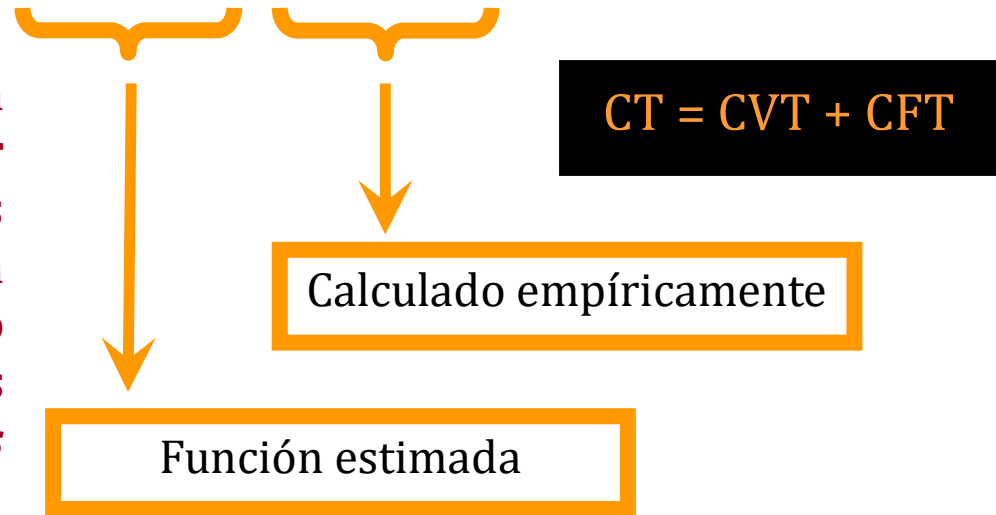 CT = CVT + CFT
Calculado empíricamente
Función estimada